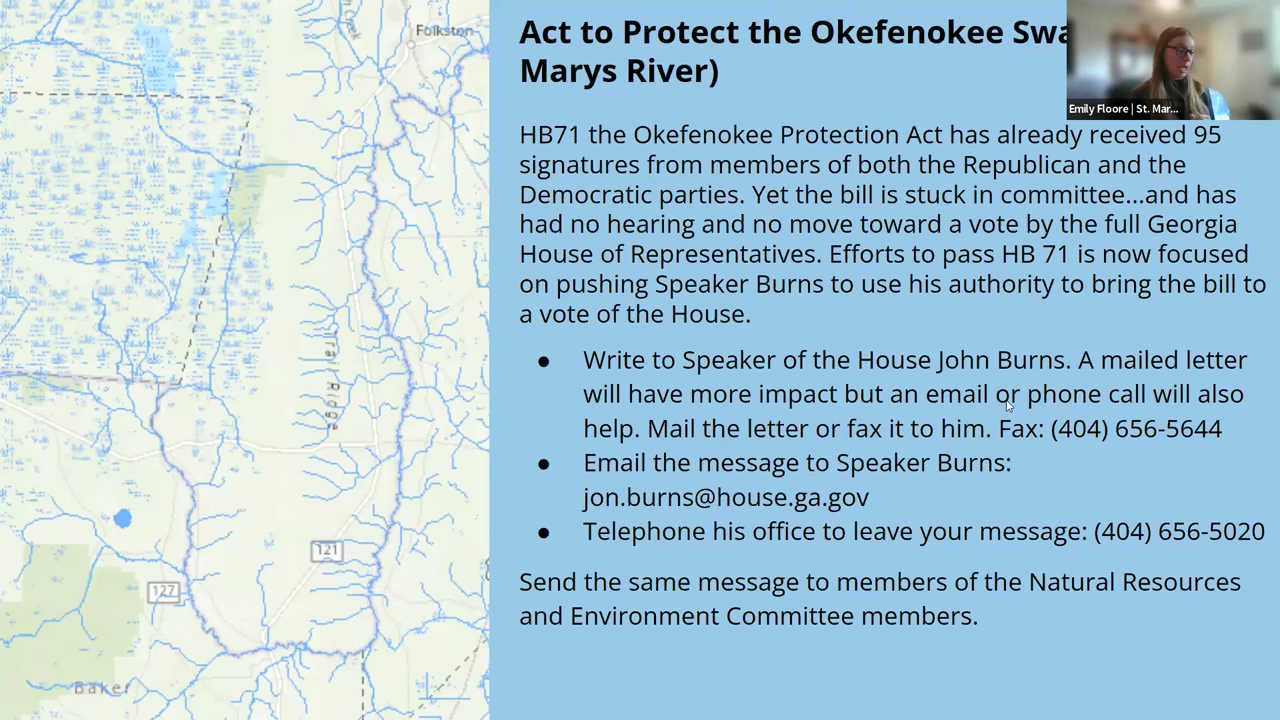 Folkston
Creek
Trail Ridge
121
127
Baker
Act to Protect the Okefenokee Swa
Marys River)
Emily Floore | St. Mar...
HB71 the Okefenokee Protection Act has already received 95
signatures from members of both the Republican and the
Democratic parties. Yet the bill is stuck in committee...and has
had no hearing and no move toward a vote by the full Georgia
House of Representatives. Efforts to pass HB 71 is now focused
on pushing Speaker Burns to use his authority to bring the bill to
a vote of the House.
● Write to Speaker of the House John Burns. A mailed letter
will have more impact but an email or phone call will also
help. Mail the letter or fax it to him. Fax: (404) 656-5644
● Email the message to Speaker Burns:
jon.burns@house.ga.gov
● Telephone his office to leave your message: (404) 656-5020
Send the same message to members of the Natural Resources
and Environment Committee members.